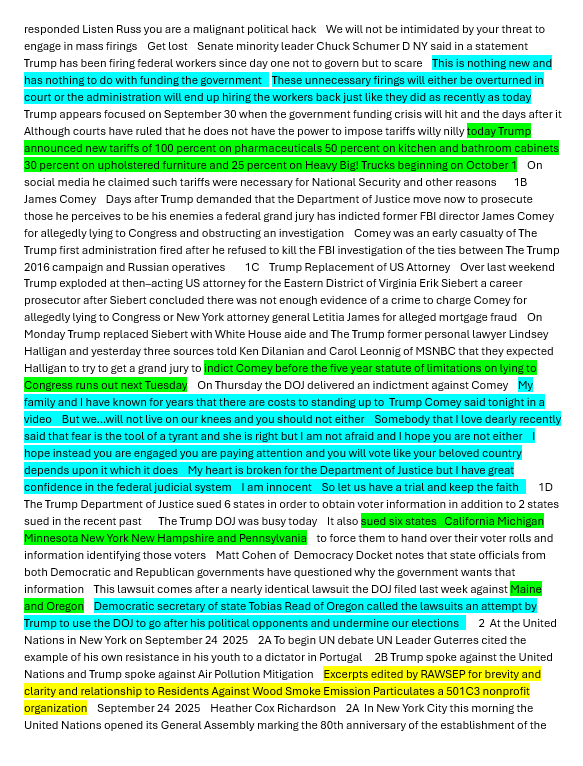 responded Listen Russ you are a malignant political hack We will not be intimidated by your threat to
engage in mass firings Get lost Senate minority leader Chuck Schumer D NY said in a statement
Trump has been firing federal workers since day one not to govern but to scare This is nothing new and
has nothing to do with funding the government These unnecessary firings will either be overturned in
court or the administration will end up hiring the workers back just like they did as recently as today
Trump appears focused on September 30 when the government funding crisis will hit and the days after it
Although courts have ruled that he does not have the power to impose tariffs willy nilly today Trump
announced new tariffs of 100 percent on pharmaceuticals 50 percent on kitchen and bathroom cabinets
30 percent on upholstered furniture and 25 percent on Heavy Big! Trucks beginning on October 1 On
social media he claimed such tariffs were necessary for National Security and other reasons 1B
James Comey Days after Trump demanded that the Department of Justice move now to prosecute
those he perceives to be his enemies a federal grand jury has indicted former FBI director James Comey
for allegedly lying to Congress and obstructing an investigation Comey was an early casualty of The
Trump first administration fired after he refused to kill the FBI investigation of the ties between The Trump
2016 campaign and Russian operatives 1C Trump Replacement of US Attorney Over last weekend
Trump exploded at then–acting US attorney for the Eastern District of Virginia Erik Siebert a career
prosecutor after Siebert concluded there was not enough evidence of a crime to charge Comey for
allegedly lying to Congress or New York attorney general Letitia James for alleged mortgage fraud On
Monday Trump replaced Siebert with White House aide and The Trump former personal lawyer Lindsey
Halligan and yesterday three sources told Ken Dilanian and Carol Leonnig of MSNBC that they expected
Halligan to try to get a grand jury to indict Comey before the five year statute of limitations on lying to
Congress runs out next Tuesday On Thursday the DOJ delivered an indictment against Comey My
family and I have known for years that there are costs to standing up to Trump Comey said tonight in a
video But we...will not live on our knees and you should not either Somebody that I love dearly recently
said that fear is the tool of a tyrant and she is right but I am not afraid and I hope you are not either I
hope instead you are engaged you are paying attention and you will vote like your beloved country
depends upon it which it does My heart is broken for the Department of Justice but I have great
confidence in the federal judicial system I am innocent So let us have a trial and keep the faith 1D
The Trump Department of Justice sued 6 states in order to obtain voter information in addition to 2 states
sued in the recent past The Trump DOJ was busy today It also sued six states California Michigan
Minnesota New York New Hampshire and Pennsylvania to force them to hand over their voter rolls and
information identifying those voters Matt Cohen of Democracy Docket notes that state officials from
both Democratic and Republican governments have questioned why the government wants that
information This lawsuit comes after a nearly identical lawsuit the DOJ filed last week against Maine
and Oregon Democratic secretary of state Tobias Read of Oregon called the lawsuits an attempt by
Trump to use the DOJ to go after his political opponents and undermine our elections 2 At the United
Nations in New York on September 24 2025 2A To begin UN debate UN Leader Guterres cited the
example of his own resistance in his youth to a dictator in Portugal 2B Trump spoke against the United
Nations and Trump spoke against Air Pollution Mitigation Excerpts edited by RAWSEP for brevity and
clarity and relationship to Residents Against Wood Smoke Emission Particulates a 501C3 nonprofit
organization September 24 2025 Heather Cox Richardson 2A In New York City this morning the
United Nations opened its General Assembly marking the 80th anniversary of the establishment of the